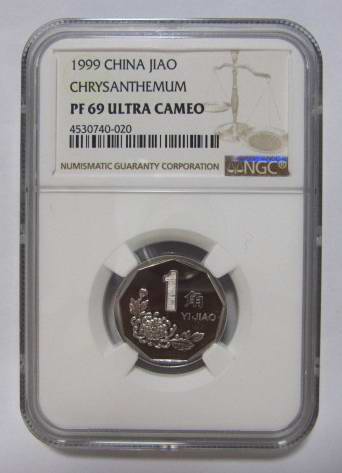 1999 CHINA JIAO
CHRYSANTHEMUM
PF 69 ULTRA CAMEO
4530740-020
NUMISMATIC GUARANTY CORPORATION
NGC®
1
角
YI JIAO